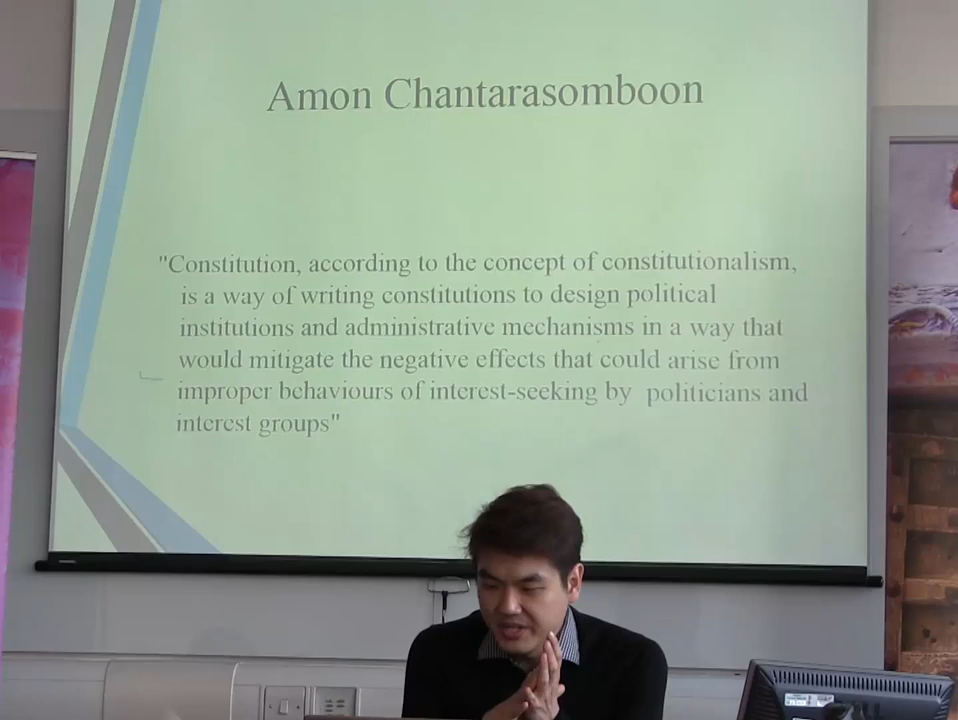 Amon Chantarasomboon
"Constitution, according to the concept of constitutionalism,
is a way of writing constitutions to design political
institutions and administrative mechanisms in a way that
would mitigate the negative effects that could arise from
improper behaviours of interest-seeking by politicians and
interest groups"